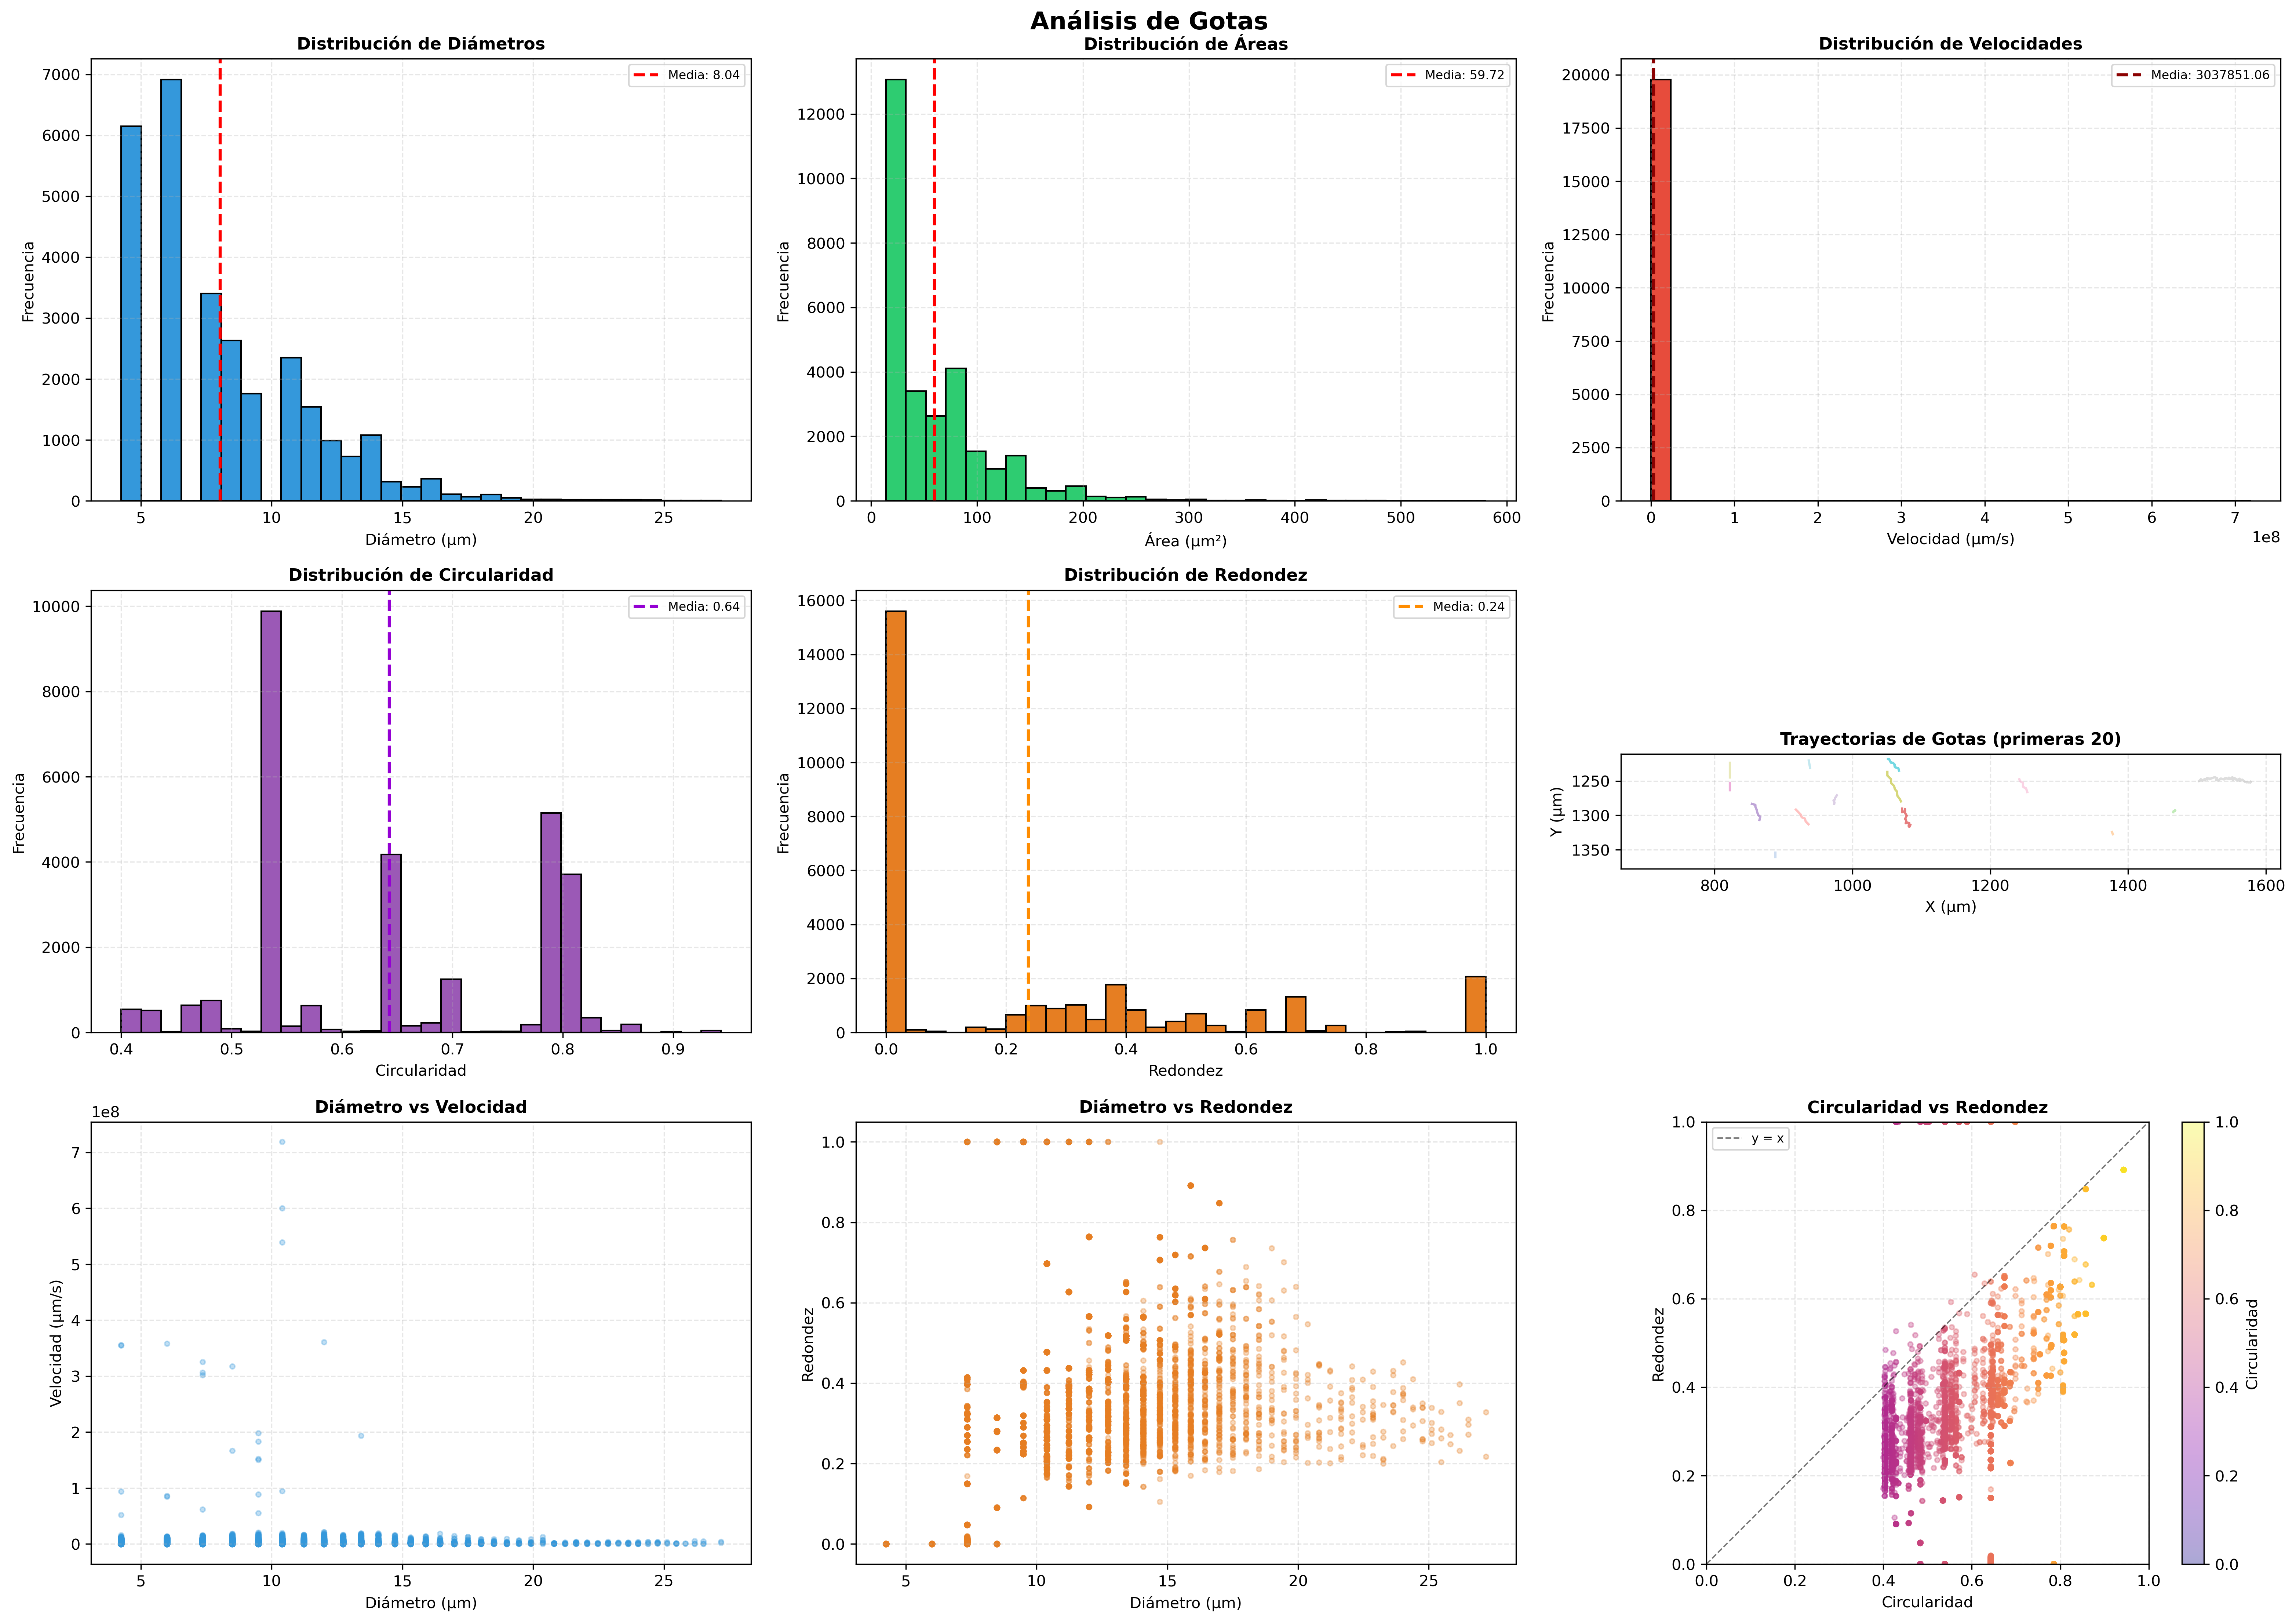 Análisis de Gotas
Distribución de Diámetros
Media: 8.04
7000
6000
5000
4000
3000
2000
1000
0
Frecuencia
5 10 15 20 25
Diámetro (μm)
Distribución de Áreas
Media: 59.72
12000
10000
8000
6000
4000
2000
0
Frecuencia
0 100 200 300 400 500 600
Área (μm²)
Distribución de Velocidades
Media: 3037851.06
20000
17500
15000
12500
10000
7500
5000
2500
0
Frecuencia
0 1 2 3 4 5 6 7
1e8
Velocidad (μm/s)
Distribución de Circularidad
Media: 0.64
10000
8000
6000
4000
2000
0
Frecuencia
0.4 0.5 0.6 0.7 0.8 0.9
Circularidad
Distribución de Redondez
Media: 0.24
16000
14000
12000
10000
8000
6000
4000
2000
0
Frecuencia
0.0 0.2 0.4 0.6 0.8 1.0
Redondez
Trayectorias de Gotas (primeras 20)
1250
1300
1350
Y (μm)
800 1000 1200 1400 1600
X (μm)
Diámetro vs Velocidad
1e8
7
6
5
4
3
2
1
0
Velocidad (μm/s)
5 10 15 20 25
Diámetro (μm)
Diámetro vs Redondez
1.0
0.8
0.6
0.4
0.2
0.0
Redondez
5 10 15 20 25
Diámetro (μm)
Circularidad vs Redondez
y = x
1.0
0.8
0.6
0.4
0.2
0.0
Redondez
0.0 0.2 0.4 0.6 0.8 1.0
Circularidad
1.0
0.8
0.6
0.4
0.2
0.0
Circularidad